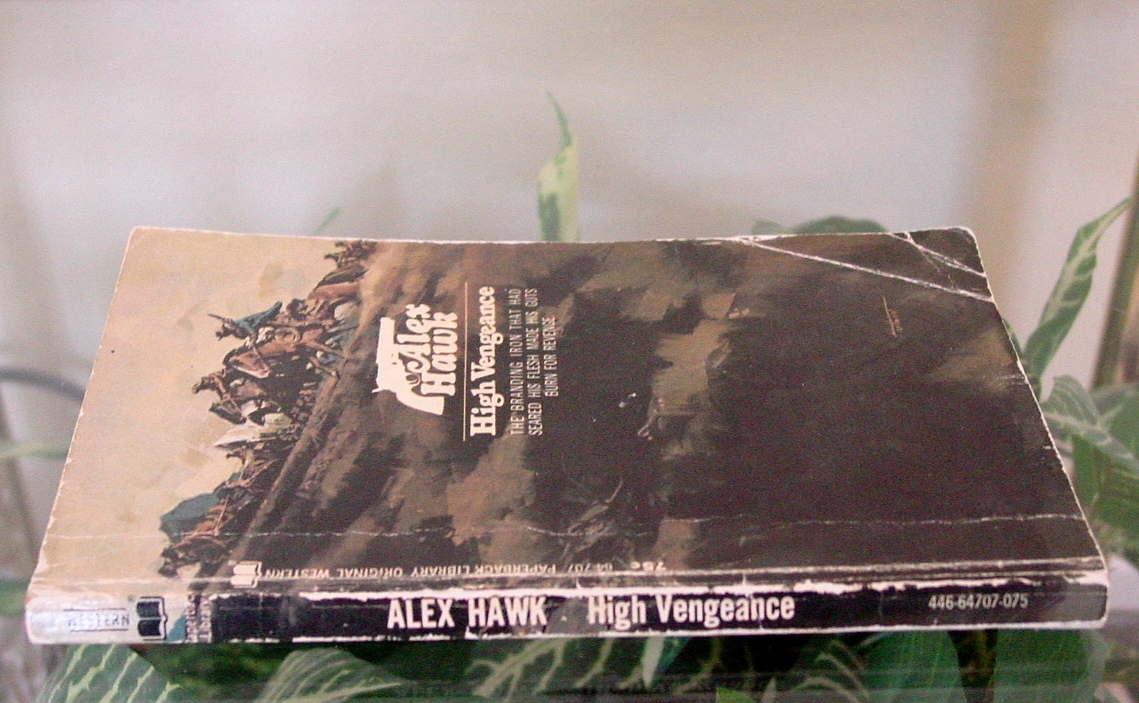 Alex
Hawk
High Vengeance
THE BRANDING IRON THAT HAD
SEARED HIS FLESH MADE HIS GUTS
BURN FOR REVENGE.
64-707 PAPERBACK LIBRARY ORIGINAL WESTERN
75¢
WESTERN
ALEX HAWK High Vengeance 446-64707-075